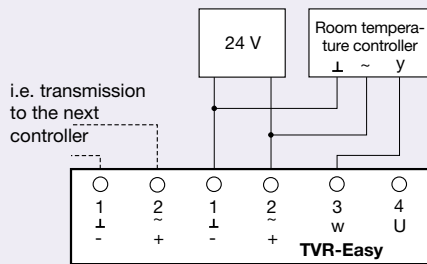 24 V
Room tempera-
ture controller
⊥ ~ y
i.e. transmission
to the next
controller
1 2 1 2 3 4
⊥ ~ ⊥ ~ w U
- + - +
TVR-Easy